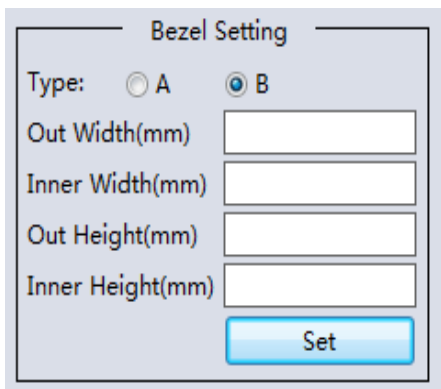 Bezel Setting
Type: A B
Out Width(mm)
Inner Width(mm)
Out Height(mm)
Inner Height(mm)
Set